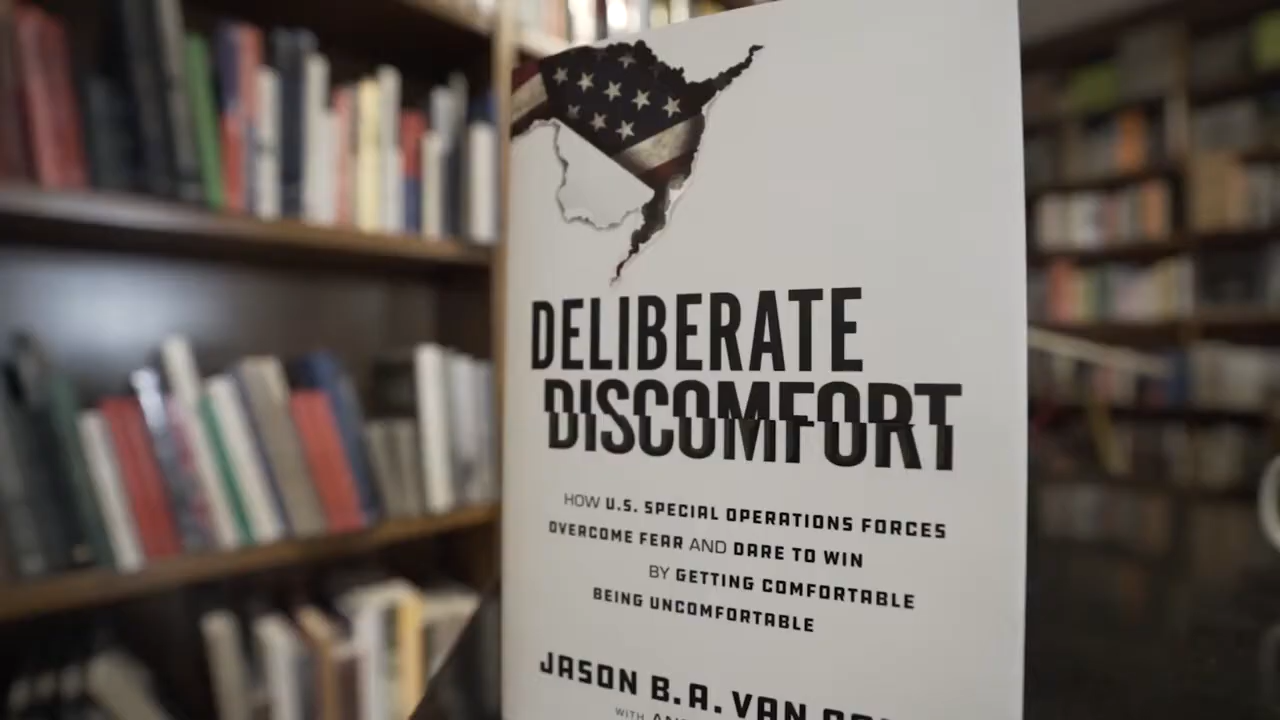 DELIBERATE
DISCOMFORT
HOW U.S. SPECIAL OPERATIONS FORCES
OVERCOME FEAR AND DARE TO WIN
BY GETTING COMFORTABLE
BEING UNCOMFORTABLE
JASON B.A. VAN
WITH